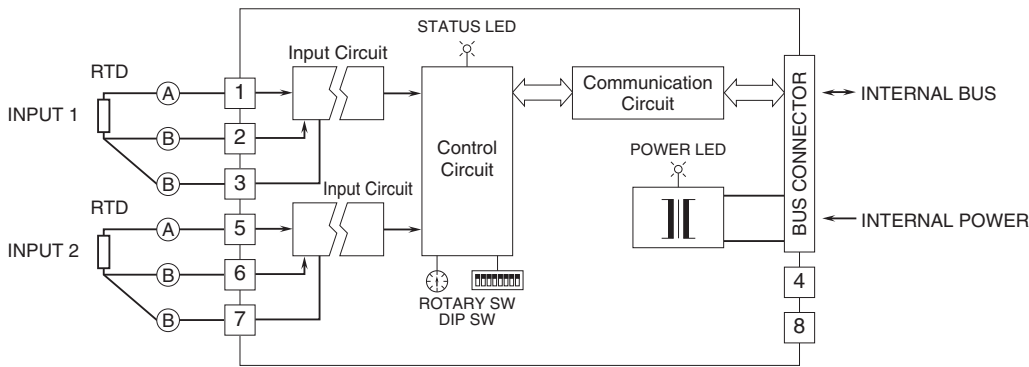 STATUS LED
Input Circuit
RTD
A
1
INPUT 1
B
2
B
3
Control
Circuit
Communication
Circuit
BUS CONNECTOR
INTERNAL BUS
POWER LED
INTERNAL POWER
Input Circuit
RTD
A
5
INPUT 2
B
6
B
7
ROTARY SW
DIP SW
4
8